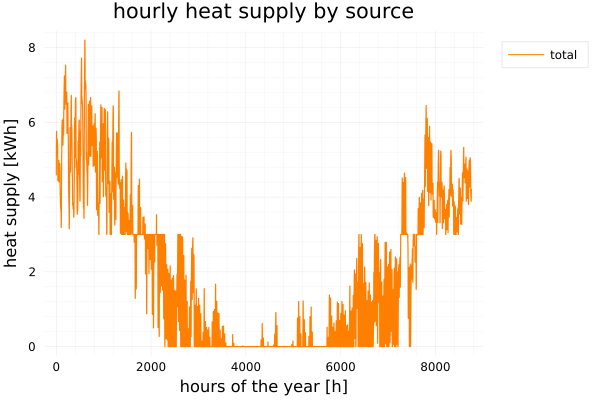 hourly heat supply by source
total
heat supply [kWh]
8
6
4
2
0
0 2000 4000 6000 8000
hours of the year [h]